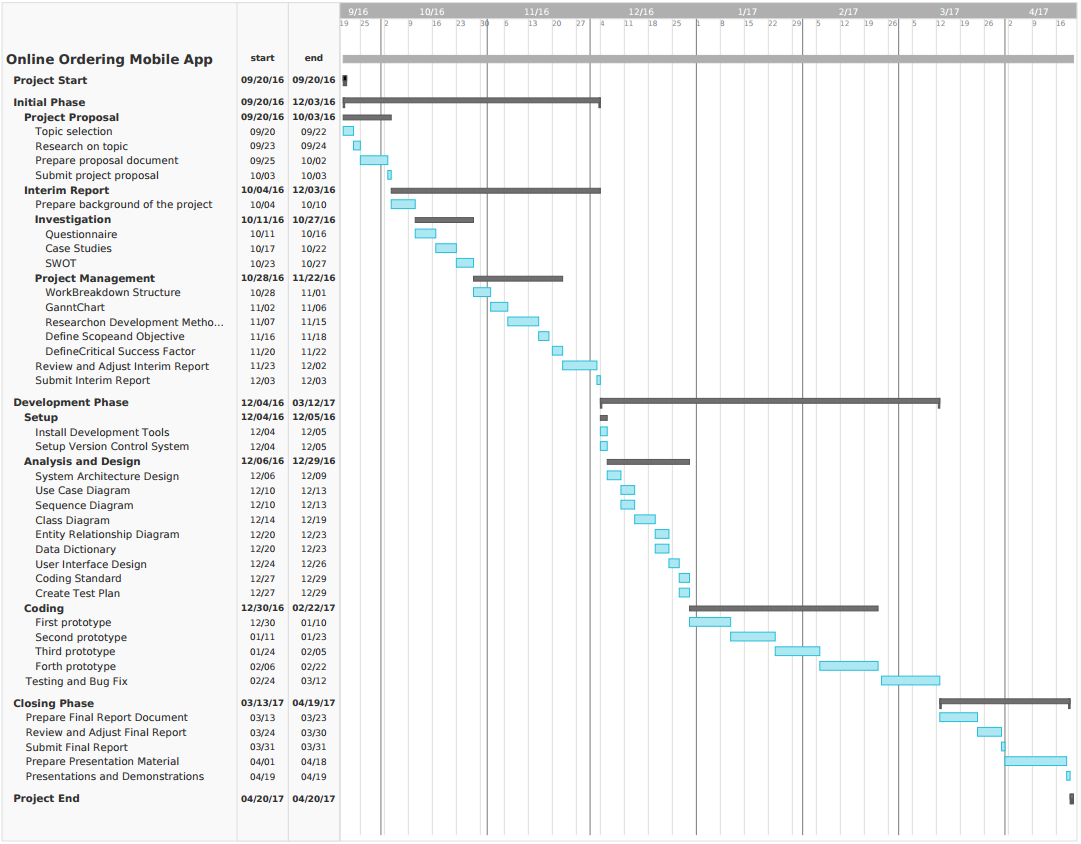 9/16 10/16 11/16 12/16 1/17 2/17 3/17 4/17
19 25 2 9 16 23 30 6 13 20 27 4 11 18 25 1 8 15 22 29 5 12 19 26 5 12 19 26 2 9 16
Online Ordering Mobile App start end
Project Start 09/20/16 09/20/16
Initial Phase 09/20/16 12/03/16
Project Proposal 09/20/16 10/03/16
Topic selection 09/20 09/22
Research on topic 09/23 09/24
Prepare proposal document 09/25 10/02
Submit project proposal 10/03 10/03
Interim Report 10/04/16 12/03/16
Prepare background of the project 10/04 10/10
Investigation 10/11/16 10/27/16
Questionnaire 10/11 10/16
Case Studies 10/17 10/22
SWOT 10/23 10/27
Project Management 10/28/16 11/22/16
WorkBreakdown Structure 10/28 11/01
GanntChart 11/02 11/06
Researchon Development Metho... 11/07 11/15
Define Scopeand Objective 11/16 11/18
DefineCritical Success Factor 11/20 11/22
Review and Adjust Interim Report 11/23 12/02
Submit Interim Report 12/03 12/03
Development Phase 12/04/16 03/12/17
Setup 12/04/16 12/05/16
Install Development Tools 12/04 12/05
Setup Version Control System 12/04 12/05
Analysis and Design 12/06/16 12/29/16
System Architecture Design 12/06 12/09
Use Case Diagram 12/10 12/13
Sequence Diagram 12/10 12/13
Class Diagram 12/14 12/19
Entity Relationship Diagram 12/20 12/23
Data Dictionary 12/20 12/23
User Interface Design 12/24 12/26
Coding Standard 12/27 12/29
Create Test Plan 12/27 12/29
Coding 12/30/16 02/22/17
First prototype 12/30 01/10
Second prototype 01/11 01/23
Third prototype 01/24 02/05
Forth prototype 02/06 02/22
Testing and Bug Fix 02/24 03/12
Closing Phase 03/13/17 04/19/17
Prepare Final Report Document 03/13 03/23
Review and Adjust Final Report 03/24 03/30
Submit Final Report 03/31 03/31
Prepare Presentation Material 04/01 04/18
Presentations and Demonstrations 04/19 04/19
Project End 04/20/17 04/20/17